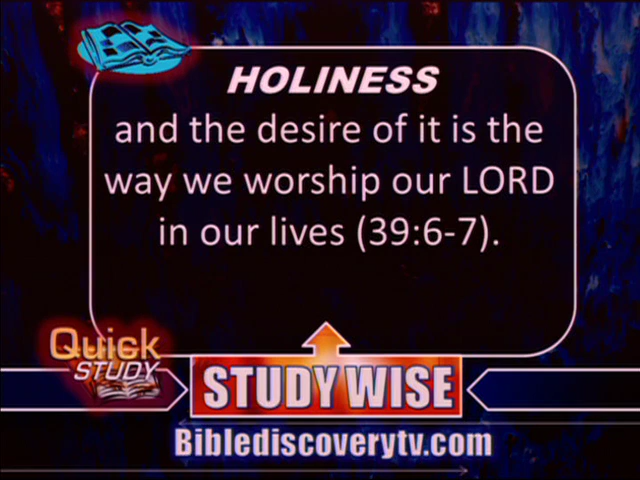 HOLINESS
and the desire of it is the
way we worship our LORD
in our lives (39:6-7).
Quick
STUDY
STUDY WISE
Biblediscoverytv.com